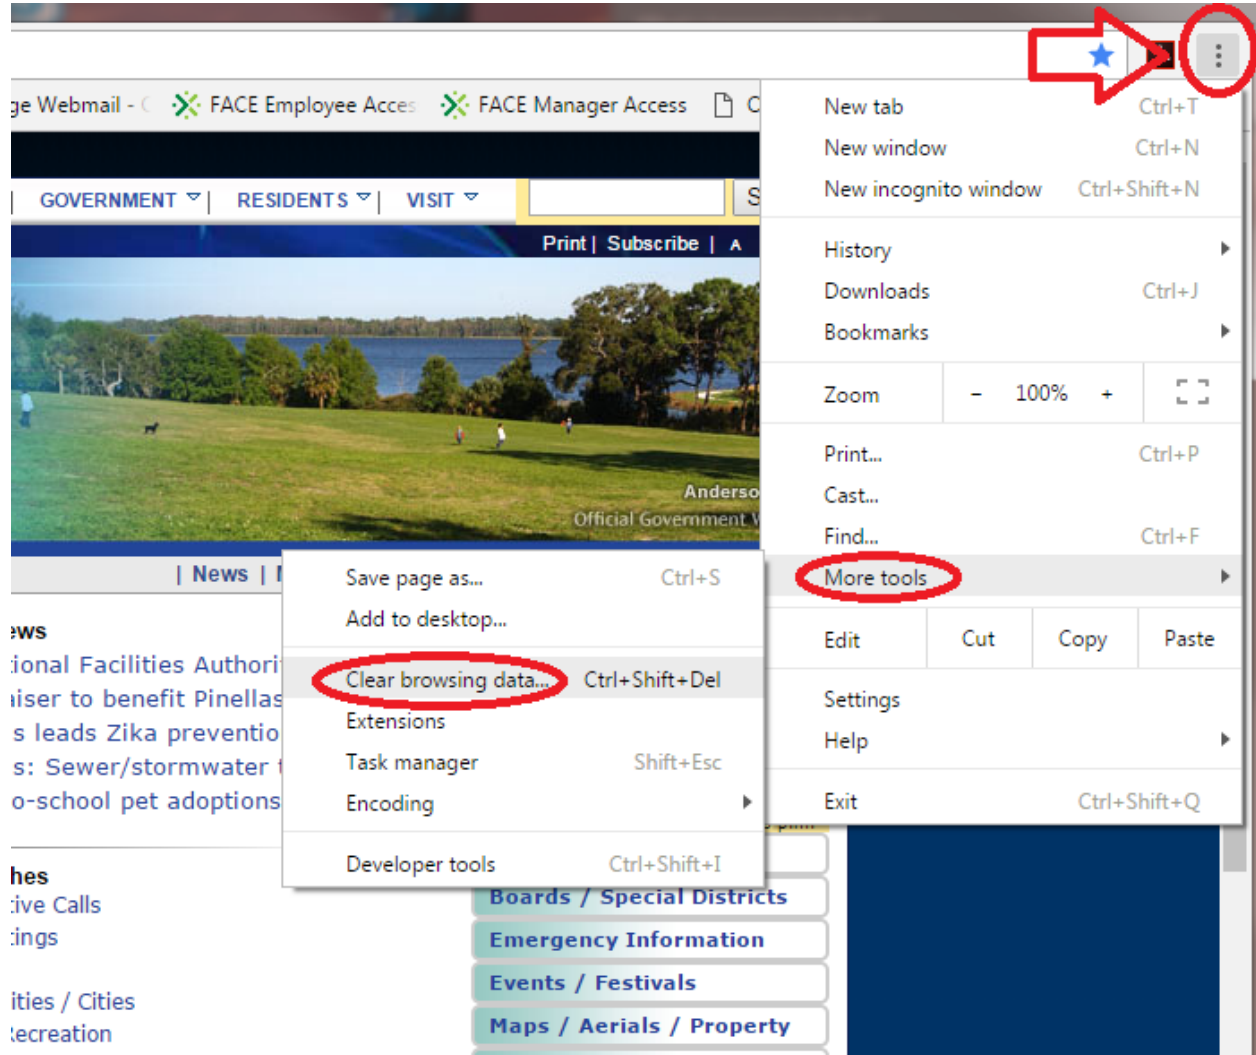 ge Webmail - FACE Employee Acces FACE Manager Access
GOVERNMENT | RESIDENTS | VISIT
Print | Subscribe | A
Anderso
Official Government
| News |
New tab Ctrl+T
New window Ctrl+N
New incognito window Ctrl+Shift+N
History
Downloads Ctrl+J
Bookmarks
Zoom - 100% +
Print... Ctrl+P
Cast...
Find... Ctrl+F
More tools
Edit Cut Copy Paste
Settings
Help
Exit Ctrl+Shift+Q
Save page as... Ctrl+S
Add to desktop...
Clear browsing data... Ctrl+Shift+Del
Extensions
Task manager Shift+Esc
Encoding
Developer tools Ctrl+Shift+I
ews
tional Facilities Authori
aiser to benefit Pinellas
s leads Zika preventio
s: Sewer/stormwater
o-school pet adoptions
hes
tive Calls
tings
ities / Cities
Recreation
Boards / Special Districts
Emergency Information
Events / Festivals
Maps / Aerials / Property